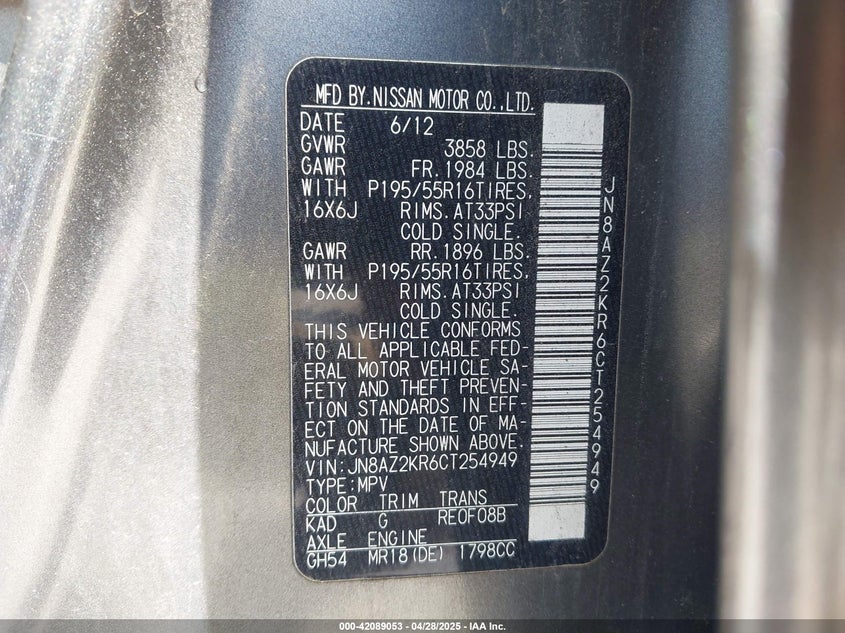 MFD BY.NISSAN MOTOR CO.,LTD.
DATE 6/12
GVWR 3858 LBS.
GAWR FR.1984 LBS.
WITH P195/55R16TIRES,
16X6J RIMS.AT33PSI
COLD SINGLE.
GAWR RR.1896 LBS.
WITH P195/55R16TIRES,
16X6J RIMS.AT33PSI
COLD SINGLE.
THIS VEHICLE CONFORMS
TO ALL APPLICABLE FED-
ERAL MOTOR VEHICLE SA-
FETY AND THEFT PREVEN-
TION STANDARDS IN EFF-
ECT ON THE DATE OF MA-
NUFACTURE SHOWN ABOVE.
VIN:JN8AZ2KR6CT254949
TYPE:MPV
COLOR TRIM TRANS
KAD G RE0F08B
AXLE ENGINE
GH54 MR18(DE) 1798CC
JN8AZ2KR6CT254949
000-42089053 - 04/28/2025 - IAA Inc.